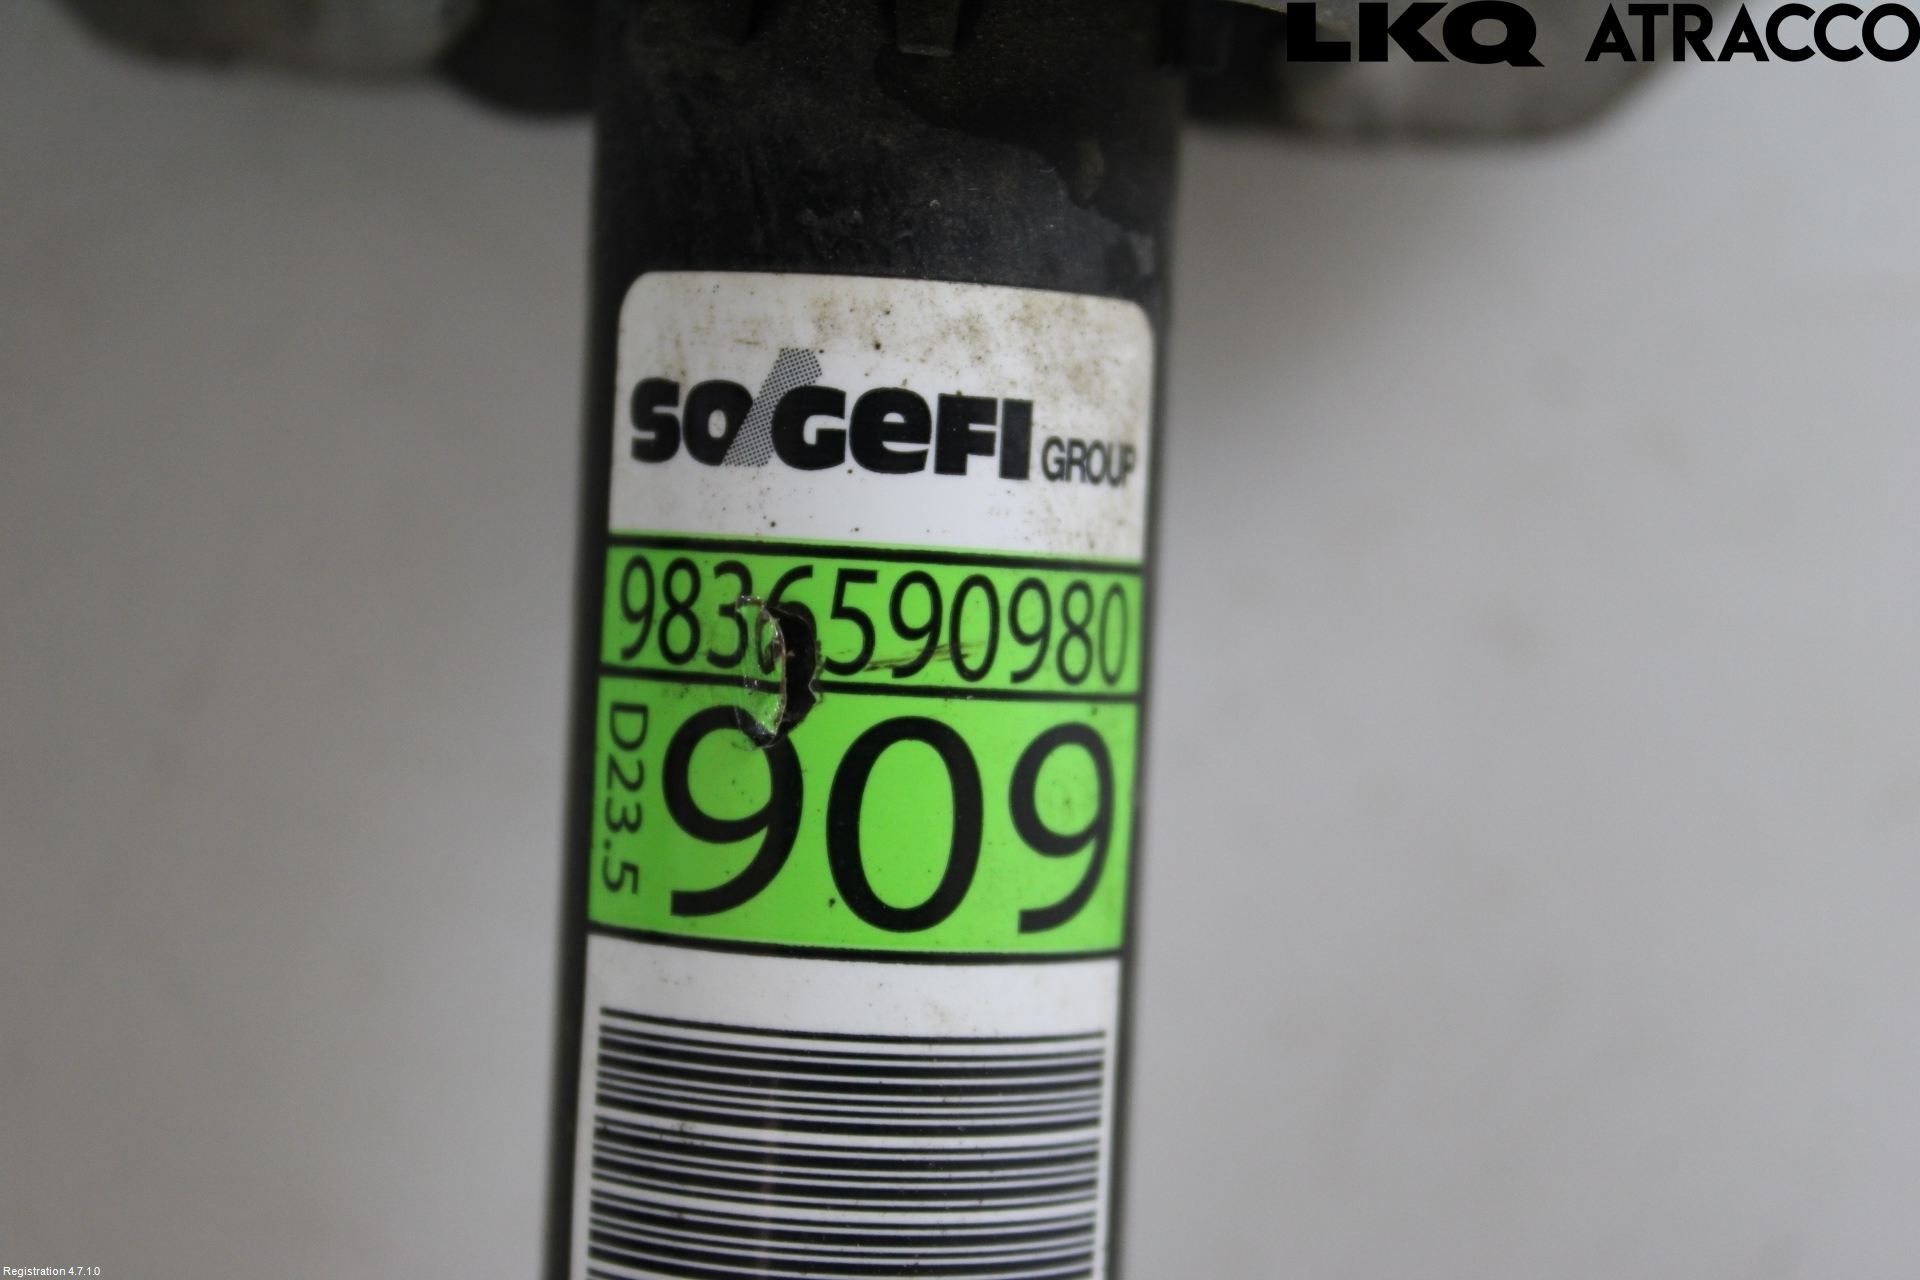 LKQ ATRACCO
SOGEFI GROUP
9836590980
D23.5
909
Registration 4.7.1.0